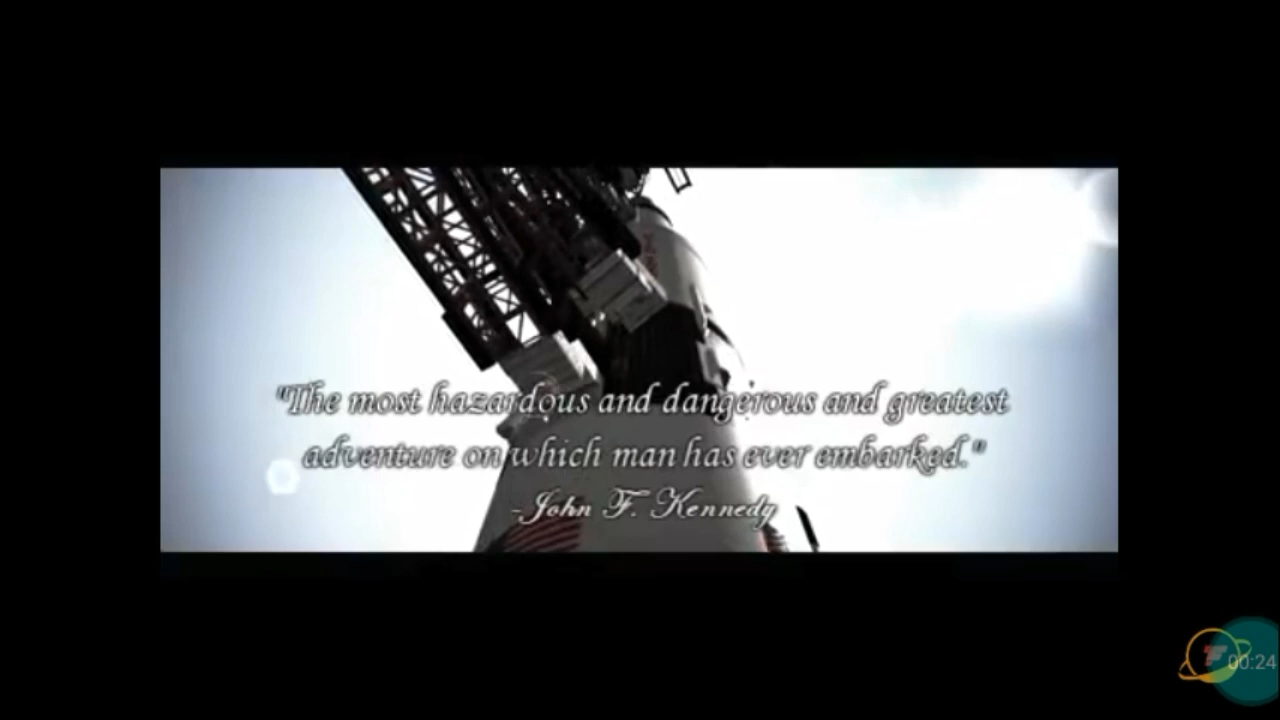 "The most hazardous and dangerous and greatest
adventure on which man has ever embarked."
-John F. Kennedy
00:24